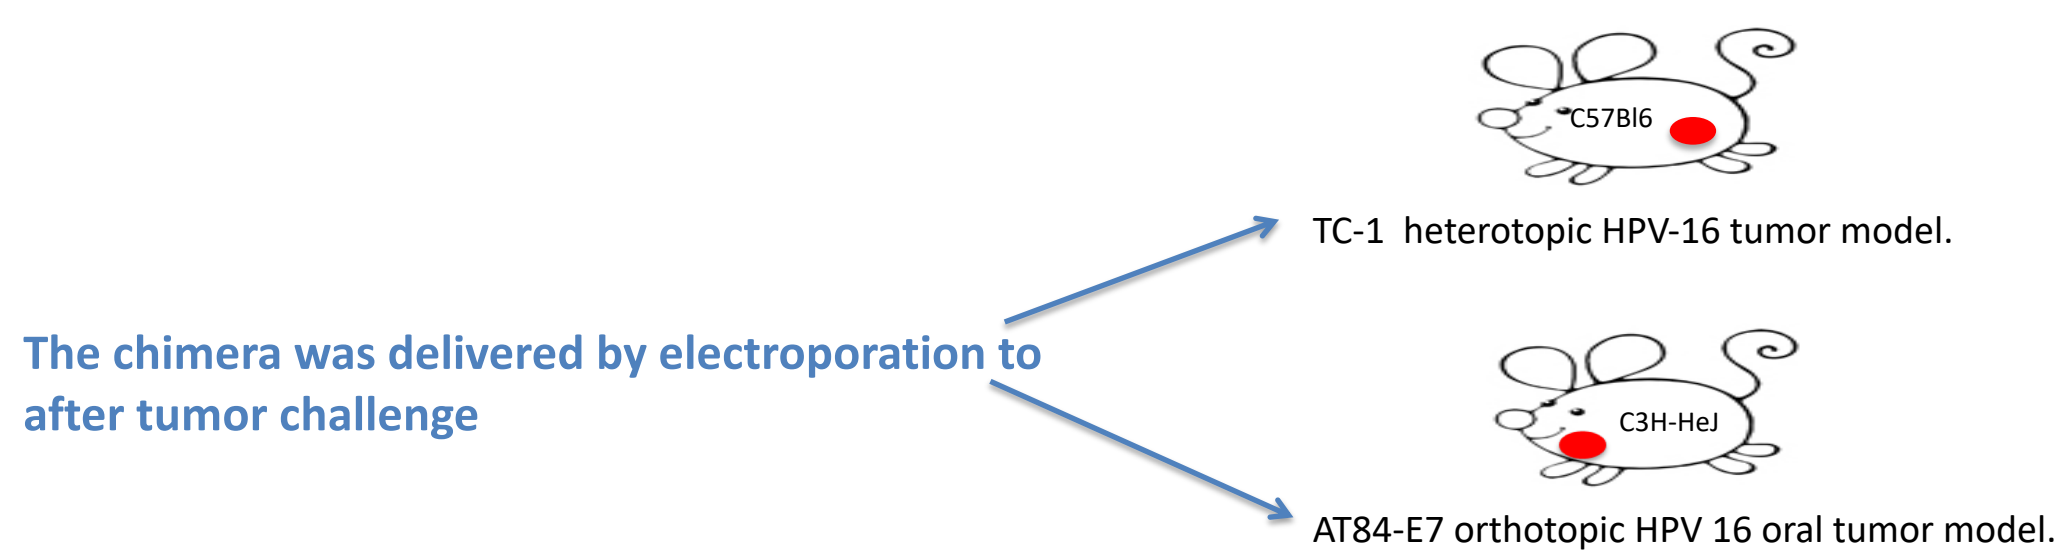 C57Bl6
TC-1 heterotopic HPV-16 tumor model.
The chimera was delivered by electroporation to
after tumor challenge
C3H-HeJ
AT84-E7 orthotopic HPV 16 oral tumor model.